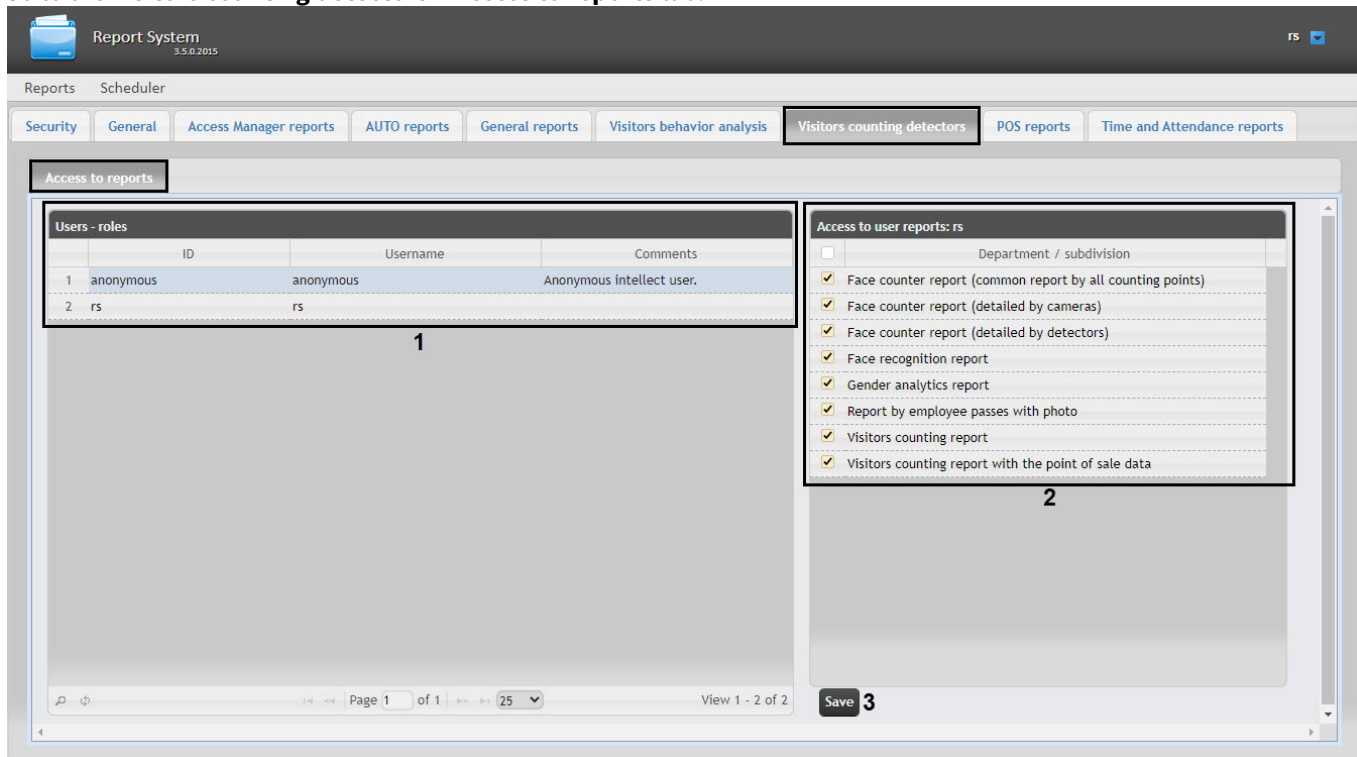 Report System
3.5.0.2015
rs
Reports Scheduler
Security General Access Manager reports AUTO reports General reports Visitors behavior analysis Visitors counting detectors POS reports Time and Attendance reports
Access to reports
Users - roles
ID Username Comments
1 anonymous anonymous Anonymous intellect user.
2 rs rs
1
Page 1 of 1 25 View 1 - 2 of 2
Access to user reports: rs
Department / subdivision
Face counter report (common report by all counting points)
Face counter report (detailed by cameras)
Face counter report (detailed by detectors)
Face recognition report
Gender analytics report
Report by employee passes with photo
Visitors counting report
Visitors counting report with the point of sale data
2
Save 3